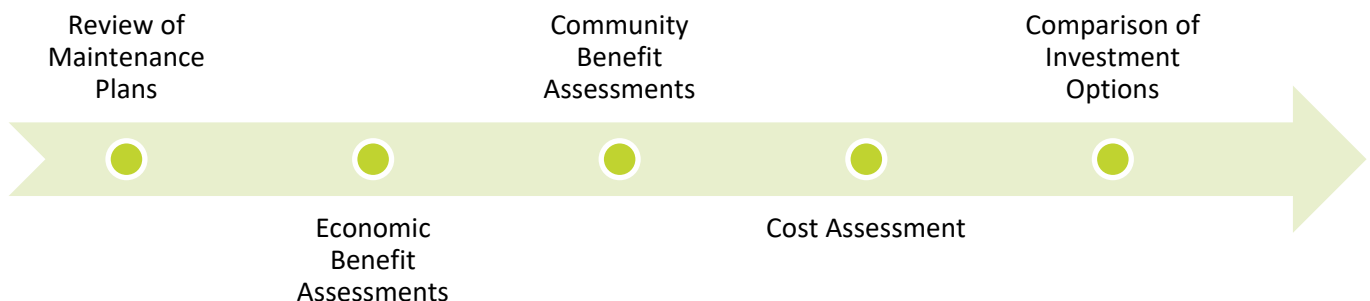 Review of
Maintenance
Plans
Economic
Benefit
Assessments
Community
Benefit
Assessments
Cost Assessment
Comparison of
Investment
Options